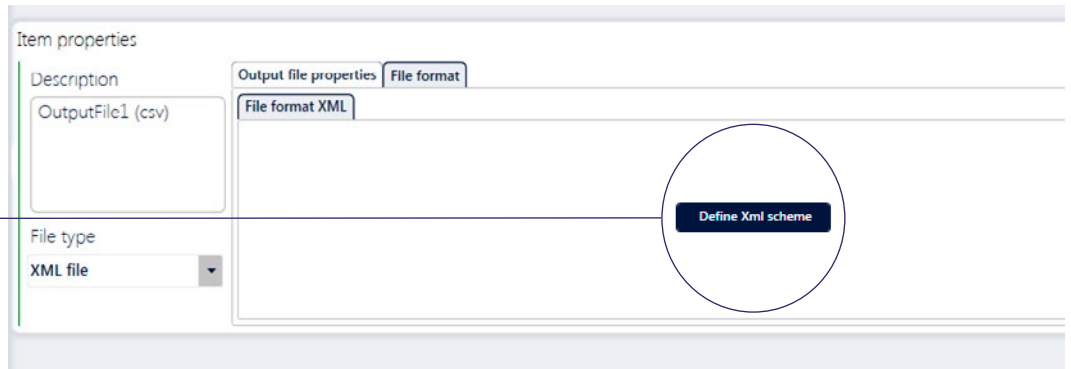 Item properties
Description
OutputFile1 (csv)
File type
XML file
Output file properties
File format
File format XML
Define Xml scheme